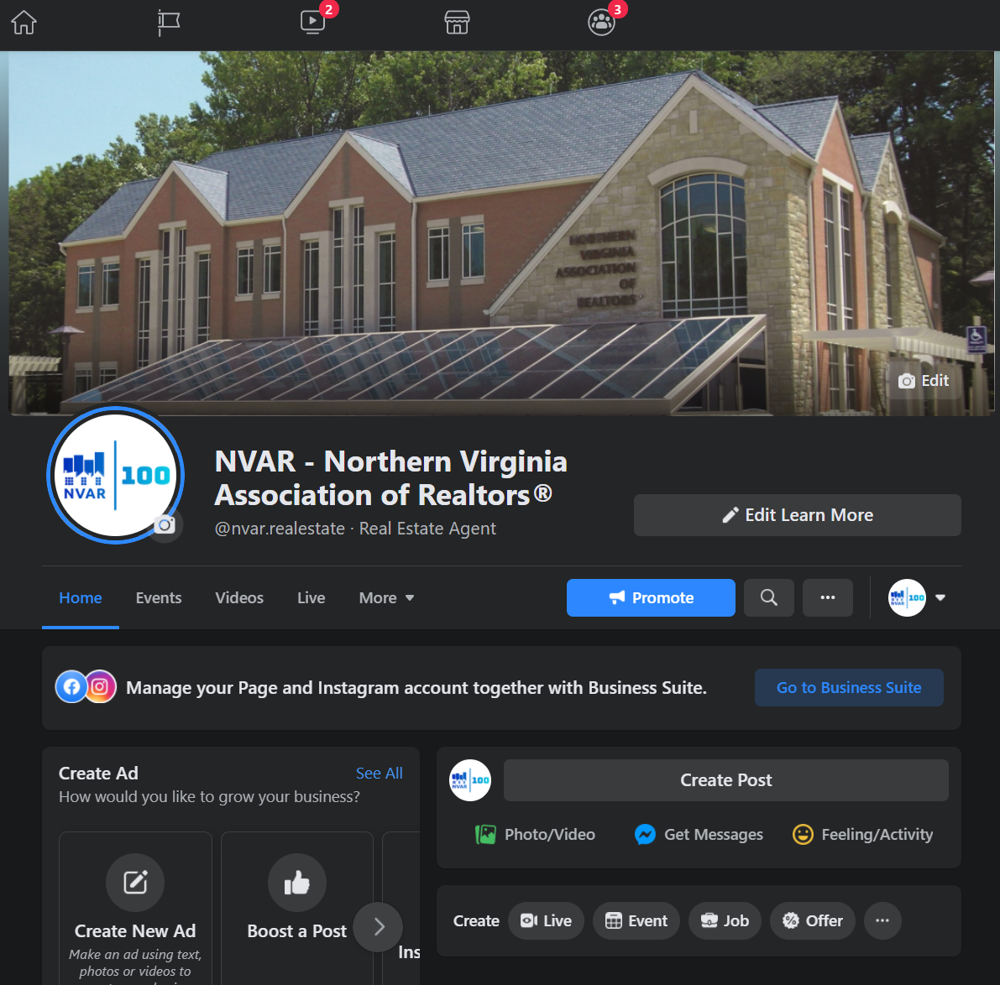 2
3
NORTHERN
VIRGINIA
ASSOCIATION
OF
REALTORS®
Edit
NVAR
100
NVAR - Northern Virginia
Association of Realtors®
@nvar.realestate · Real Estate Agent
Edit Learn More
Home
Events
Videos
Live
More
Promote
NVAR 100
Manage your Page and Instagram account together with Business Suite.
Go to Business Suite
Create Ad
See All
How would you like to grow your business?
Create New Ad
Make an ad using text,
photos or videos to
Boost a Post
Ins
NVAR 100
Create Post
Photo/Video
Get Messages
Feeling/Activity
Create
Live
Event
Job
Offer